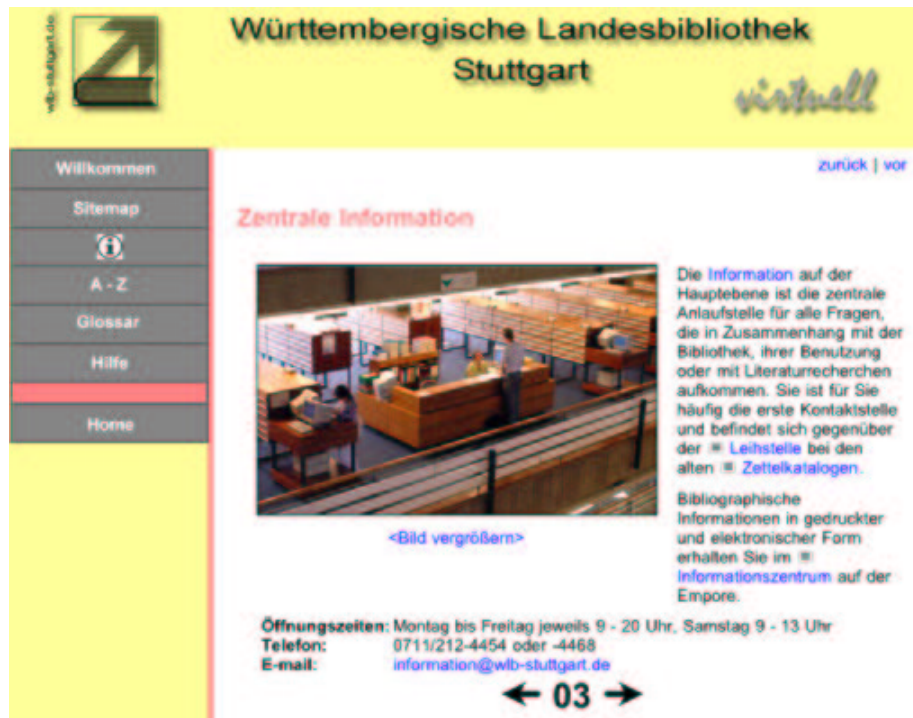 wlb-stuttgart.de
Württembergische Landesbibliothek
Stuttgart
virtuell
Willkommen
Sitemap
i
A - Z
Glossar
Hilfe
Home
zurück | vor
Zentrale Information
Die Information auf der
Hauptebene ist die zentrale
Anlaufstelle für alle Fragen,
die in Zusammenhang mit der
Bibliothek, ihrer Benutzung
oder mit Literaturrecherchen
aufkommen. Sie ist für Sie
häufig die erste Kontaktstelle
und befindet sich gegenüber
der Leihstelle bei den
alten Zettelkatalogen.
Bibliographische
Informationen in gedruckter
und elektronischer Form
erhalten Sie im
Informationszentrum auf der
Empore.
<Bild vergrößern>
Öffnungszeiten: Montag bis Freitag jeweils 9 - 20 Uhr, Samstag 9 - 13 Uhr
Telefon: 0711/212-4454 oder -4468
E-mail: information@wlb-stuttgart.de
← 03 →